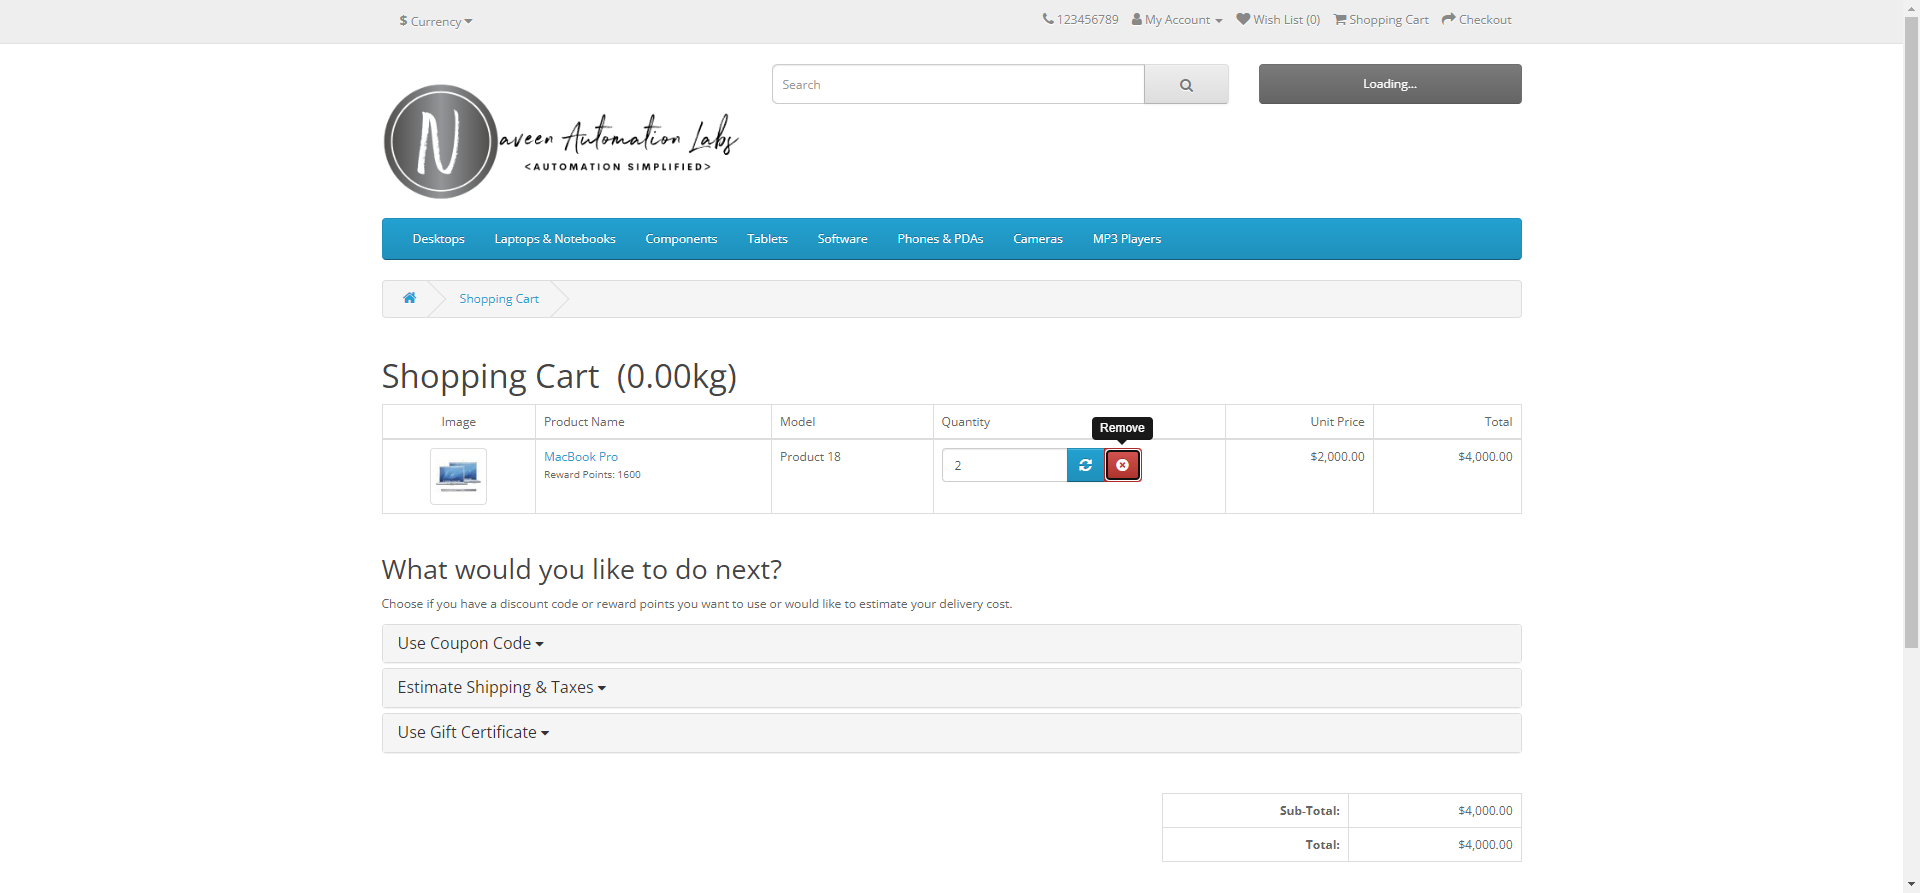 $ Currency
123456789 My Account Wish List (0) Shopping Cart Checkout
Search
Loading...
N aveen Automation Labs
<AUTOMATION SIMPLIFIED>
Desktops Laptops & Notebooks Components Tablets Software Phones & PDAs Cameras MP3 Players
Shopping Cart
Shopping Cart (0.00kg)
Image Product Name Model Quantity Unit Price Total
Remove
MacBook Pro Product 18 2 $2,000.00 $4,000.00
Reward Points: 1600
What would you like to do next?
Choose if you have a discount code or reward points you want to use or would like to estimate your delivery cost.
Use Coupon Code
Estimate Shipping & Taxes
Use Gift Certificate
Sub-Total: $4,000.00
Total: $4,000.00